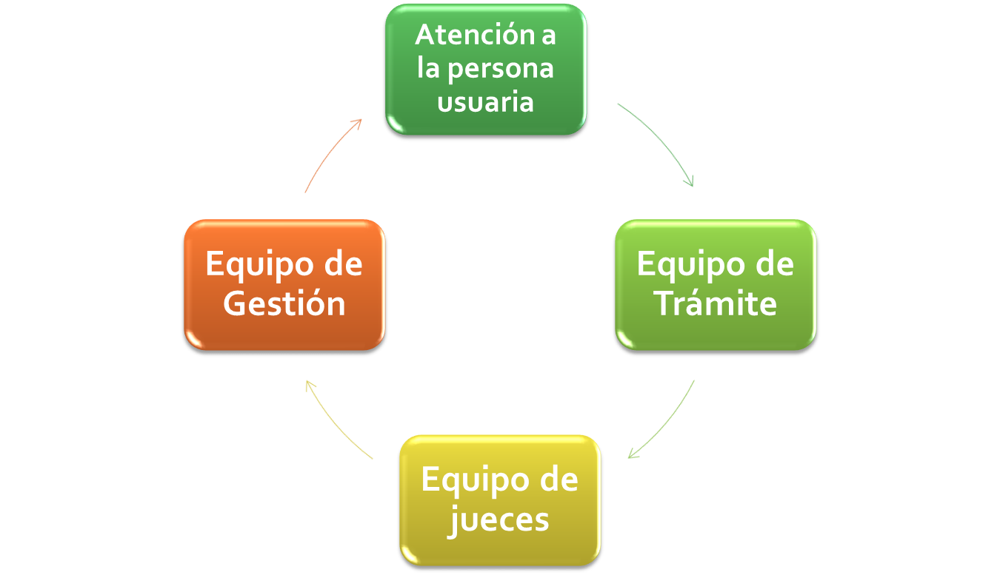 Atención a
la persona
usuaria
Equipo de
Trámite
Equipo de
jueces
Equipo de
Gestión